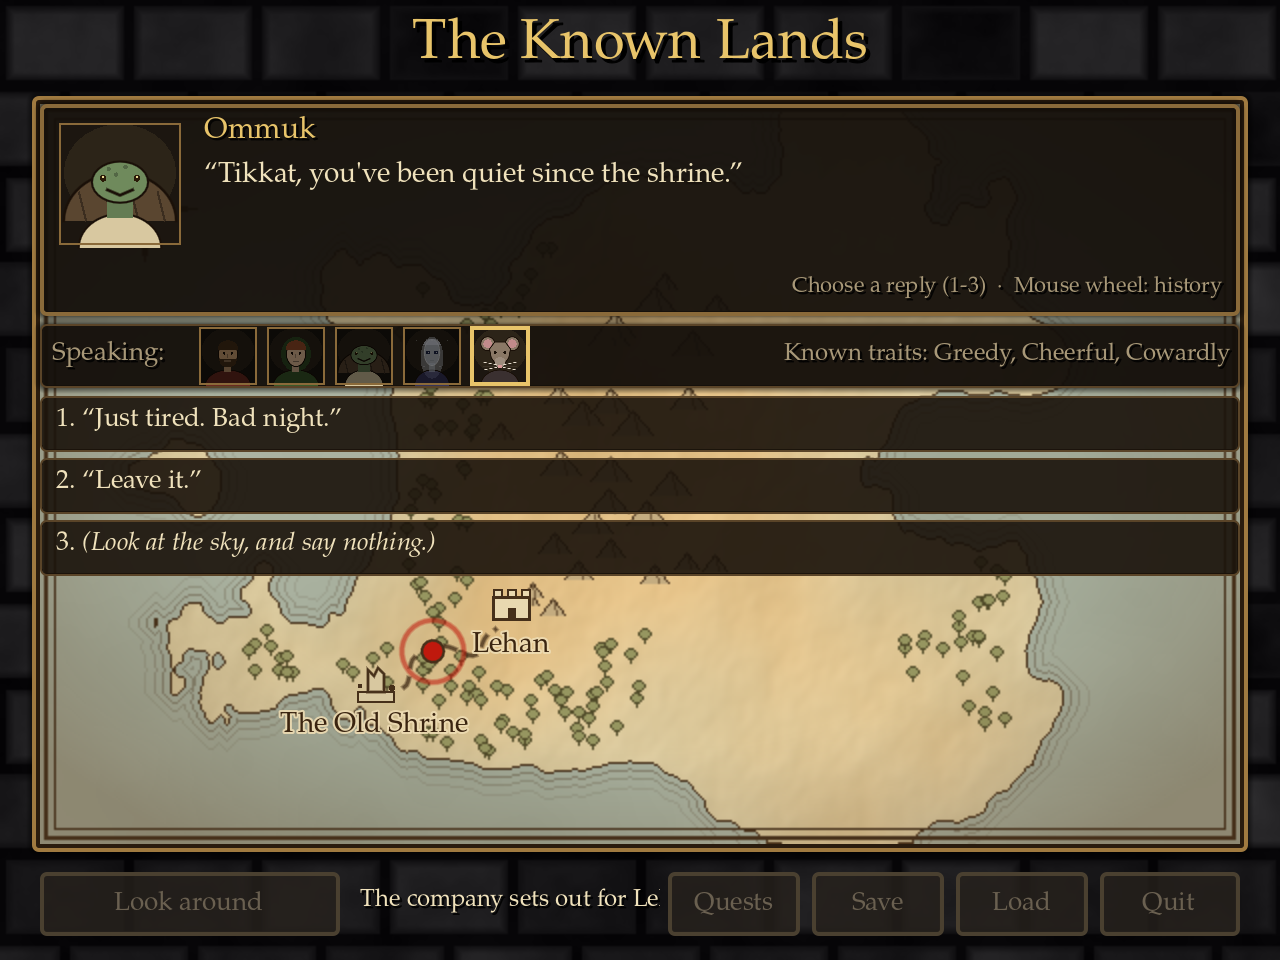 The Known Lands
Ommuk
“Tikkat, you've been quiet since the shrine.”
Choose a reply (1-3) · Mouse wheel: history
Speaking:
Known traits: Greedy, Cheerful, Cowardly
1. “Just tired. Bad night.”
2. “Leave it.”
3. (Look at the sky, and say nothing.)
Lehan
The Old Shrine
Look around
The company sets out for Le
Quests
Save
Load
Quit